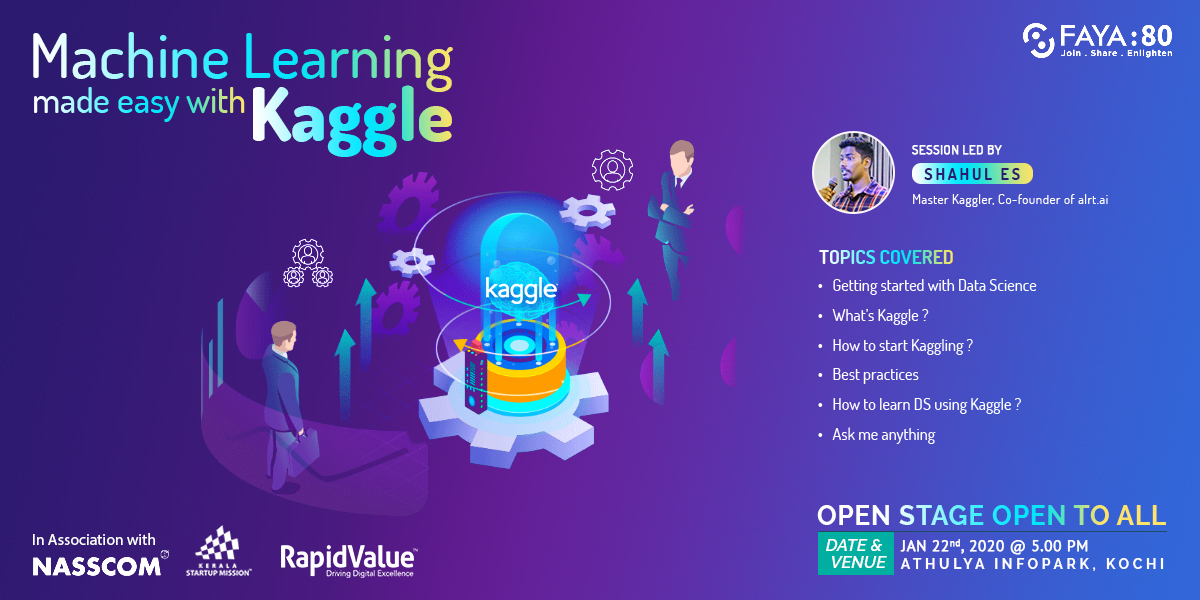 Machine Learning
made easy with Kaggle
FAYA:80
Join . Share . Enlighten
SESSION LED BY
SHAHUL ES
Master Kaggler, Co-founder of alrt.ai
kaggle
TOPICS COVERED
• Getting started with Data Science
• What's Kaggle ?
• How to start Kaggling ?
• Best practices
• How to learn DS using Kaggle ?
• Ask me anything
OPEN STAGE OPEN TO ALL
DATE &
VENUE
JAN 22nd, 2020 @ 5.00 PM
ATHULYA INFOPARK, KOCHI
In Association with
NASSCOM
KERALA
STARTUP MISSION
RapidValue™
Driving Digital Excellence